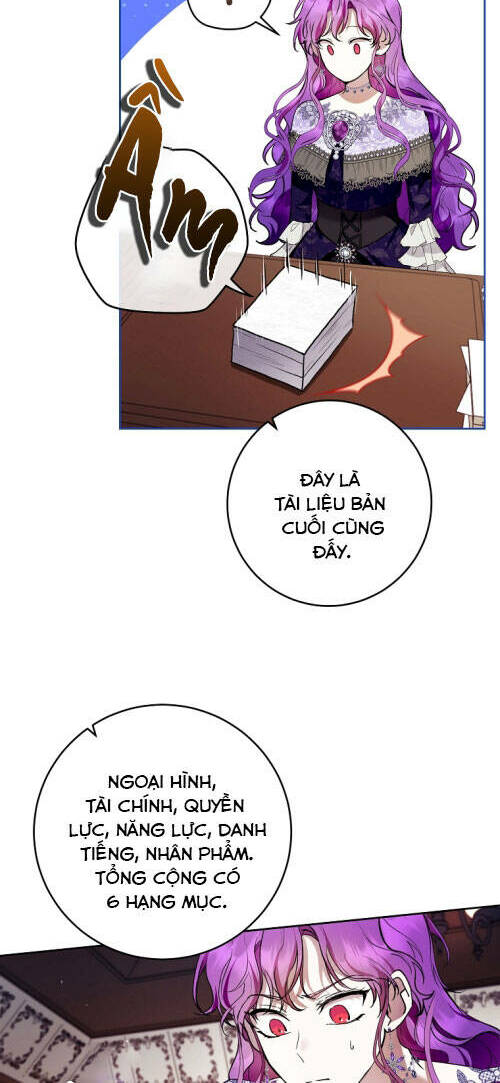 ẦM
ĐÂY LÀ
TÀI LIỆU BẢN
CUỐI CÙNG
ĐẤY.
NGOẠI HÌNH,
TÀI CHÍNH, QUYỀN
LỰC, NĂNG LỰC, DANH
TIẾNG, NHÂN PHẨM.
TỔNG CỘNG CÓ
6 HẠNG MỤC.